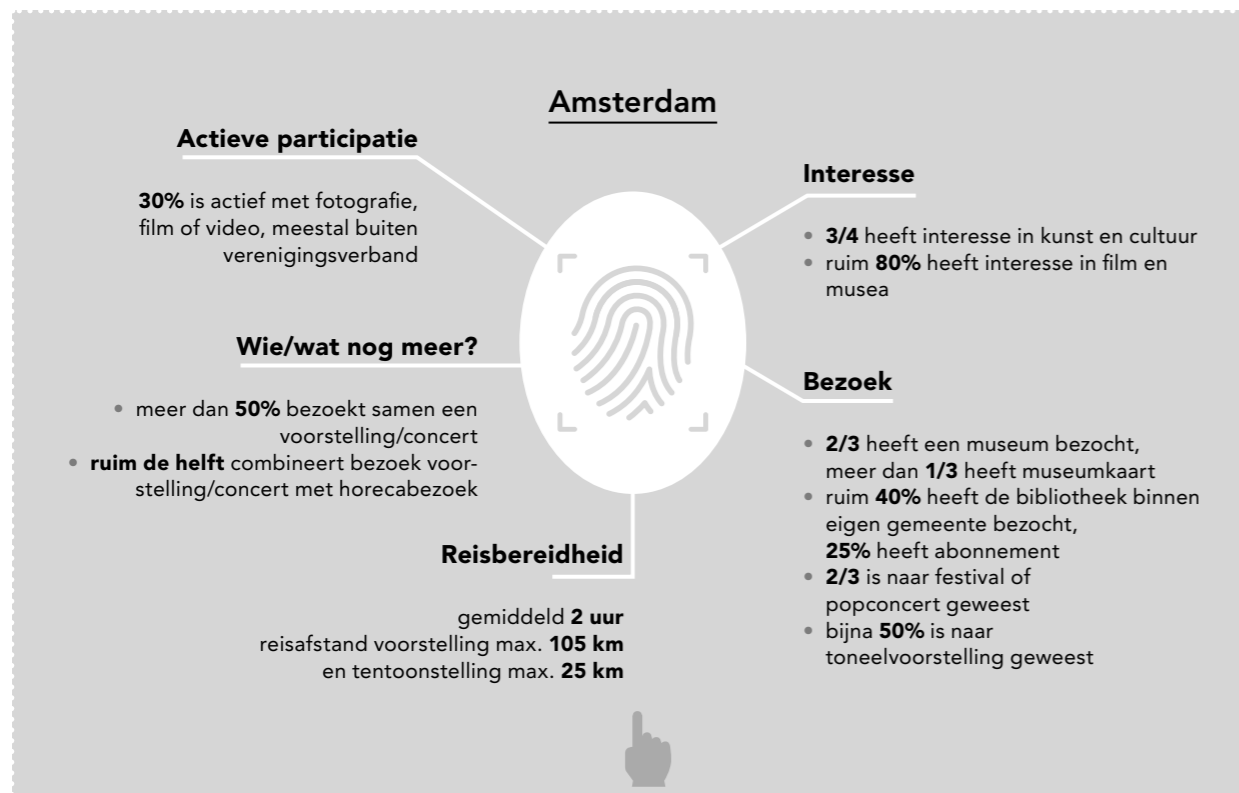 Amsterdam
Actieve participatie
30% is actief met fotografie,
film of video, meestal buiten
verenigingsverband
Interesse
• 3/4 heeft interesse in kunst en cultuur
• ruim 80% heeft interesse in film en
musea
Wie/wat nog meer?
• meer dan 50% bezoekt samen een
voorstelling/concert
• ruim de helft combineert bezoek voor-
stelling/concert met horecabezoek
Bezoek
• 2/3 heeft een museum bezocht,
meer dan 1/3 heeft museumkaart
• ruim 40% heeft de bibliotheek binnen
eigen gemeente bezocht,
25% heeft abonnement
• 2/3 is naar festival of
popconcert geweest
• bijna 50% is naar
toneelvoorstelling geweest
Reisbereidheid
gemiddeld 2 uur
reisafstand voorstelling max. 105 km
en tentoonstelling max. 25 km